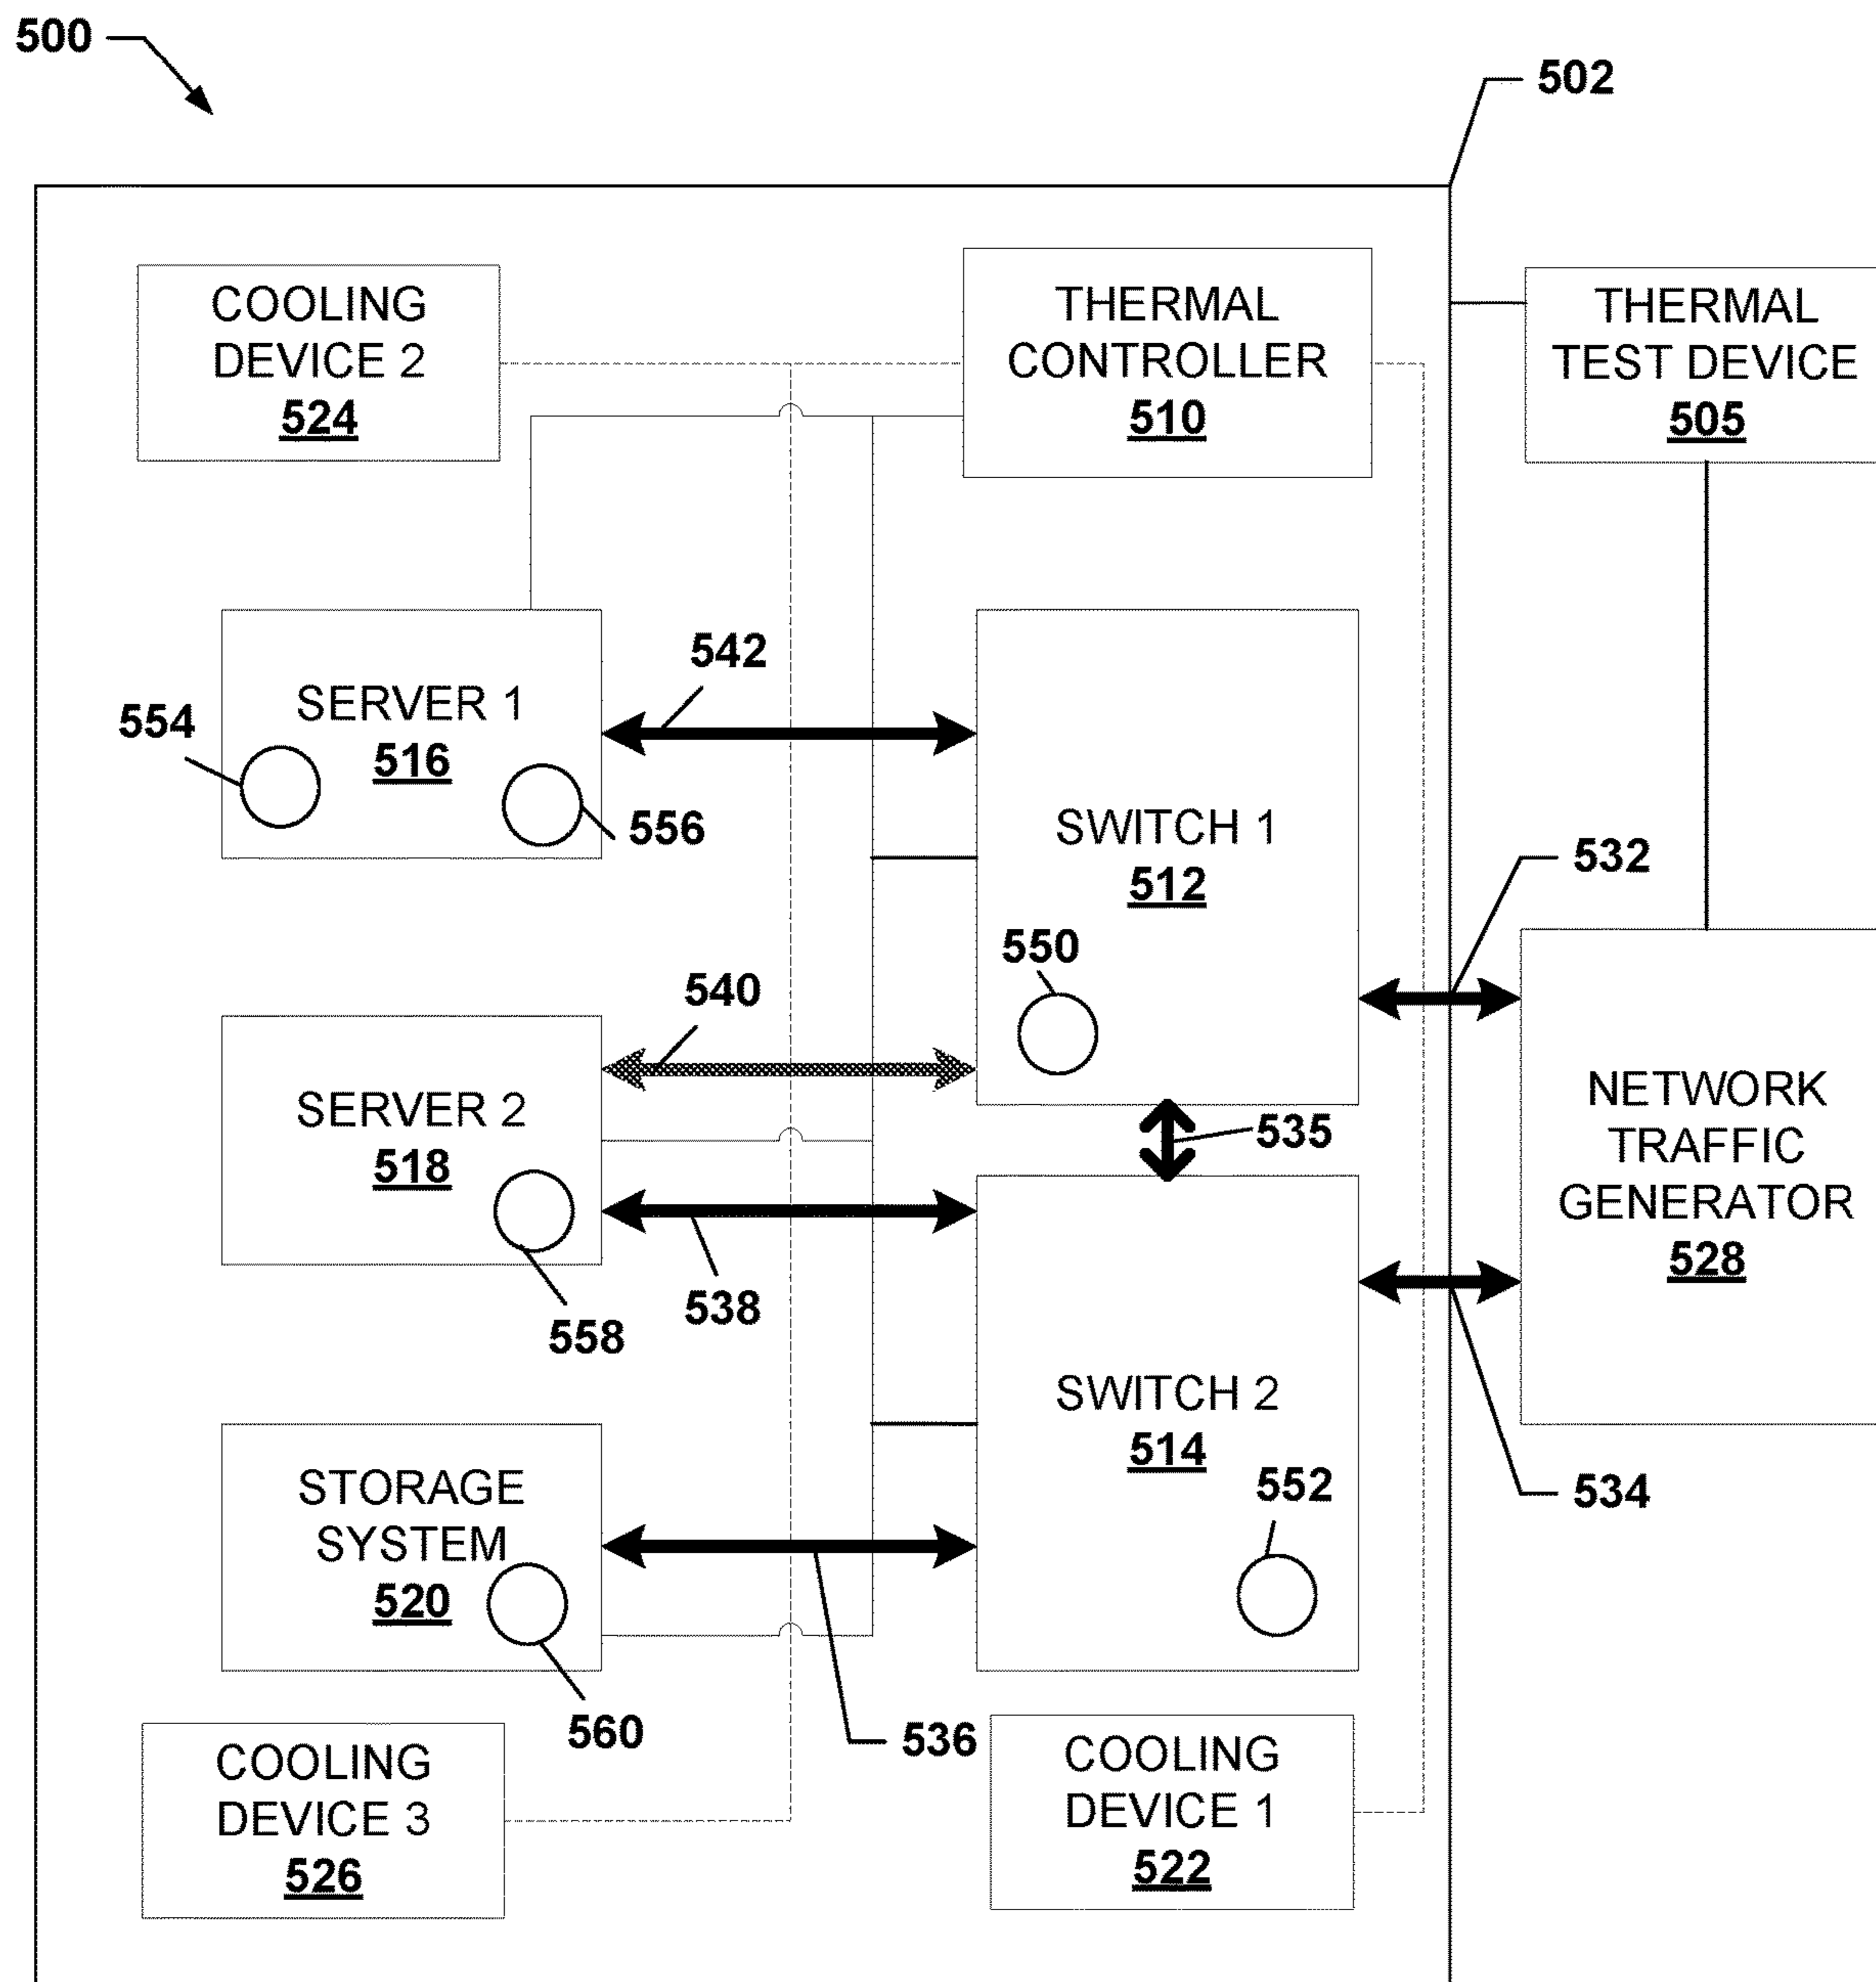 500
502
COOLING
DEVICE 2
524
THERMAL
CONTROLLER
510
THERMAL
TEST DEVICE
505
SERVER 1
516
554
556
542
SWITCH 1
512
550
532
540
SERVER 2
518
558
538
535
NETWORK
TRAFFIC
GENERATOR
528
SWITCH 2
514
552
534
STORAGE
SYSTEM
520
560
536
COOLING
DEVICE 3
526
COOLING
DEVICE 1
522